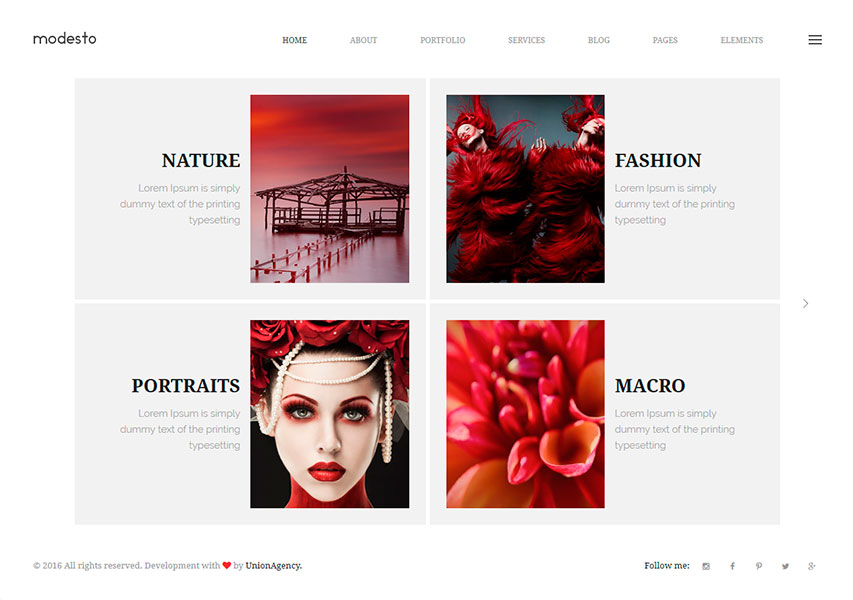 modesto
HOME ABOUT PORTFOLIO SERVICES BLOG PAGES ELEMENTS
NATURE
Lorem Ipsum is simply
dummy text of the printing
typesetting
FASHION
Lorem Ipsum is simply
dummy text of the printing
typesetting
PORTRAITS
Lorem Ipsum is simply
dummy text of the printing
typesetting
MACRO
Lorem Ipsum is simply
dummy text of the printing
typesetting
© 2016 All rights reserved. Development with ❤ by UnionAgency.
Follow me: